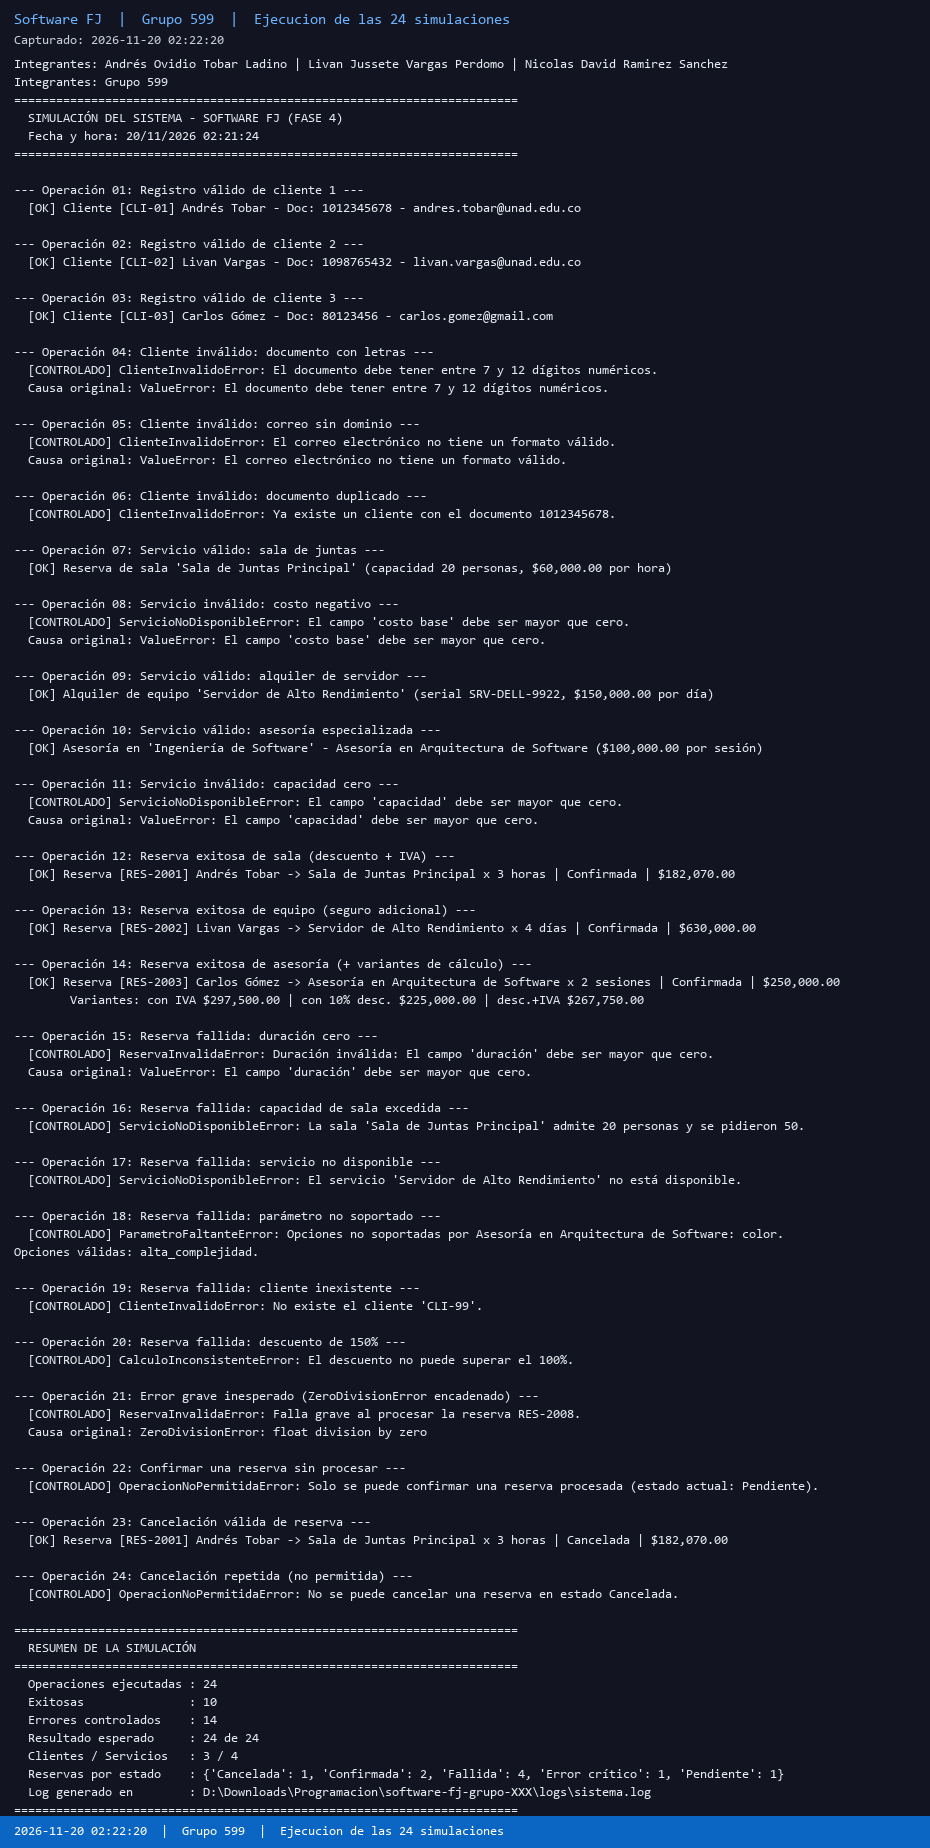 Software FJ | Grupo 599 | Ejecucion de las 24 simulaciones
Capturado: 2026-11-20 02:22:20
Integrantes: Andrés Ovidio Tobar Ladino | Livan Jussete Vargas Perdomo | Nicolas David Ramirez Sanchez
Integrantes: Grupo 599
========================================================================
SIMULACIÓN DEL SISTEMA - SOFTWARE FJ (FASE 4)
Fecha y hora: 20/11/2026 02:21:24
========================================================================
--- Operación 01: Registro válido de cliente 1 ---
[OK] Cliente [CLI-01] Andrés Tobar - Doc: 1012345678 - andres.tobar@unad.edu.co
--- Operación 02: Registro válido de cliente 2 ---
[OK] Cliente [CLI-02] Livan Vargas - Doc: 1098765432 - livan.vargas@unad.edu.co
--- Operación 03: Registro válido de cliente 3 ---
[OK] Cliente [CLI-03] Carlos Gómez - Doc: 80123456 - carlos.gomez@gmail.com
--- Operación 04: Cliente inválido: documento con letras ---
[CONTROLADO] ClienteInvalidoError: El documento debe tener entre 7 y 12 dígitos numéricos.
Causa original: ValueError: El documento debe tener entre 7 y 12 dígitos numéricos.
--- Operación 05: Cliente inválido: correo sin dominio ---
[CONTROLADO] ClienteInvalidoError: El correo electrónico no tiene un formato válido.
Causa original: ValueError: El correo electrónico no tiene un formato válido.
--- Operación 06: Cliente inválido: documento duplicado ---
[CONTROLADO] ClienteInvalidoError: Ya existe un cliente con el documento 1012345678.
--- Operación 07: Servicio válido: sala de juntas ---
[OK] Reserva de sala 'Sala de Juntas Principal' (capacidad 20 personas, $60,000.00 por hora)
--- Operación 08: Servicio inválido: costo negativo ---
[CONTROLADO] ServicioNoDisponibleError: El campo 'costo base' debe ser mayor que cero.
Causa original: ValueError: El campo 'costo base' debe ser mayor que cero.
--- Operación 09: Servicio válido: alquiler de servidor ---
[OK] Alquiler de equipo 'Servidor de Alto Rendimiento' (serial SRV-DELL-9922, $150,000.00 por día)
--- Operación 10: Servicio válido: asesoría especializada ---
[OK] Asesoría en 'Ingeniería de Software' - Asesoría en Arquitectura de Software ($100,000.00 por sesión)
--- Operación 11: Servicio inválido: capacidad cero ---
[CONTROLADO] ServicioNoDisponibleError: El campo 'capacidad' debe ser mayor que cero.
Causa original: ValueError: El campo 'capacidad' debe ser mayor que cero.
--- Operación 12: Reserva exitosa de sala (descuento + IVA) ---
[OK] Reserva [RES-2001] Andrés Tobar -> Sala de Juntas Principal x 3 horas | Confirmada | $182,070.00
--- Operación 13: Reserva exitosa de equipo (seguro adicional) ---
[OK] Reserva [RES-2002] Livan Vargas -> Servidor de Alto Rendimiento x 4 días | Confirmada | $630,000.00
--- Operación 14: Reserva exitosa de asesoría (+ variantes de cálculo) ---
[OK] Reserva [RES-2003] Carlos Gómez -> Asesoría en Arquitectura de Software x 2 sesiones | Confirmada | $250,000.00
Variantes: con IVA $297,500.00 | con 10% desc. $225,000.00 | desc.+IVA $267,750.00
--- Operación 15: Reserva fallida: duración cero ---
[CONTROLADO] ReservaInvalidaError: Duración inválida: El campo 'duración' debe ser mayor que cero.
Causa original: ValueError: El campo 'duración' debe ser mayor que cero.
--- Operación 16: Reserva fallida: capacidad de sala excedida ---
[CONTROLADO] ServicioNoDisponibleError: La sala 'Sala de Juntas Principal' admite 20 personas y se pidieron 50.
--- Operación 17: Reserva fallida: servicio no disponible ---
[CONTROLADO] ServicioNoDisponibleError: El servicio 'Servidor de Alto Rendimiento' no está disponible.
--- Operación 18: Reserva fallida: parámetro no soportado ---
[CONTROLADO] ParametroFaltanteError: Opciones no soportadas por Asesoría en Arquitectura de Software: color.
Opciones válidas: alta_complejidad.
--- Operación 19: Reserva fallida: cliente inexistente ---
[CONTROLADO] ClienteInvalidoError: No existe el cliente 'CLI-99'.
--- Operación 20: Reserva fallida: descuento de 150% ---
[CONTROLADO] CalculoInconsistenteError: El descuento no puede superar el 100%.
--- Operación 21: Error grave inesperado (ZeroDivisionError encadenado) ---
[CONTROLADO] ReservaInvalidaError: Falla grave al procesar la reserva RES-2008.
Causa original: ZeroDivisionError: float division by zero
--- Operación 22: Confirmar una reserva sin procesar ---
[CONTROLADO] OperacionNoPermitidaError: Solo se puede confirmar una reserva procesada (estado actual: Pendiente).
--- Operación 23: Cancelación válida de reserva ---
[OK] Reserva [RES-2001] Andrés Tobar -> Sala de Juntas Principal x 3 horas | Cancelada | $182,070.00
--- Operación 24: Cancelación repetida (no permitida) ---
[CONTROLADO] OperacionNoPermitidaError: No se puede cancelar una reserva en estado Cancelada.
========================================================================
RESUMEN DE LA SIMULACIÓN
========================================================================
Operaciones ejecutadas : 24
Exitosas : 10
Errores controlados : 14
Resultado esperado : 24 de 24
Clientes / Servicios : 3 / 4
Reservas por estado : {'Cancelada': 1, 'Confirmada': 2, 'Fallida': 4, 'Error crítico': 1, 'Pendiente': 1}
Log generado en : D:\Downloads\Programacion\software-fj-grupo-XXX\logs\sistema.log
========================================================================
2026-11-20 02:22:20 | Grupo 599 | Ejecucion de las 24 simulaciones